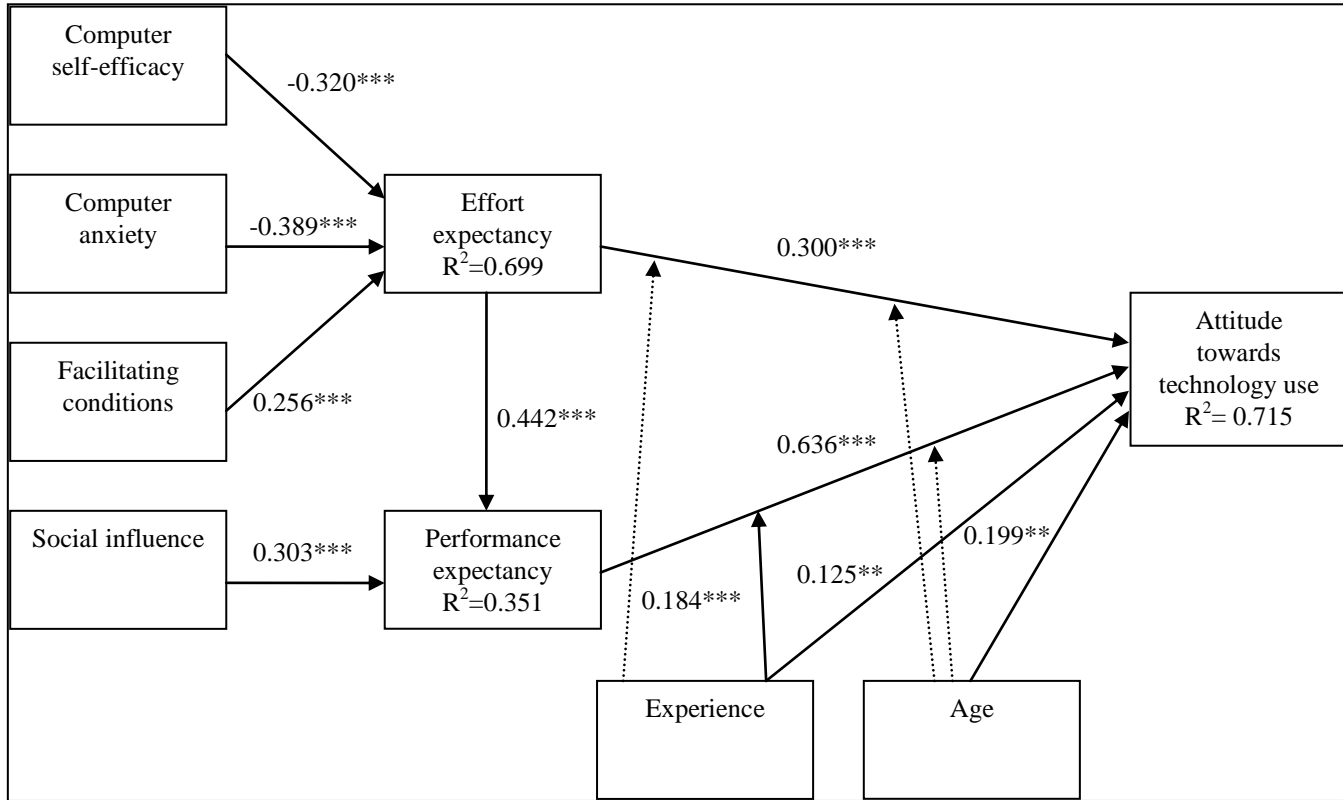 Computer
self-efficacy
-0.320***
Computer
anxiety
-0.389***
Effort
expectancy
R²=0.699
0.300***
Attitude
towards
technology use
R²= 0.715
Facilitating
conditions
0.256***
0.442***
0.636***
Social influence
0.303***
Performance
expectancy
R²=0.351
0.184***
0.125**
0.199**
Experience
Age